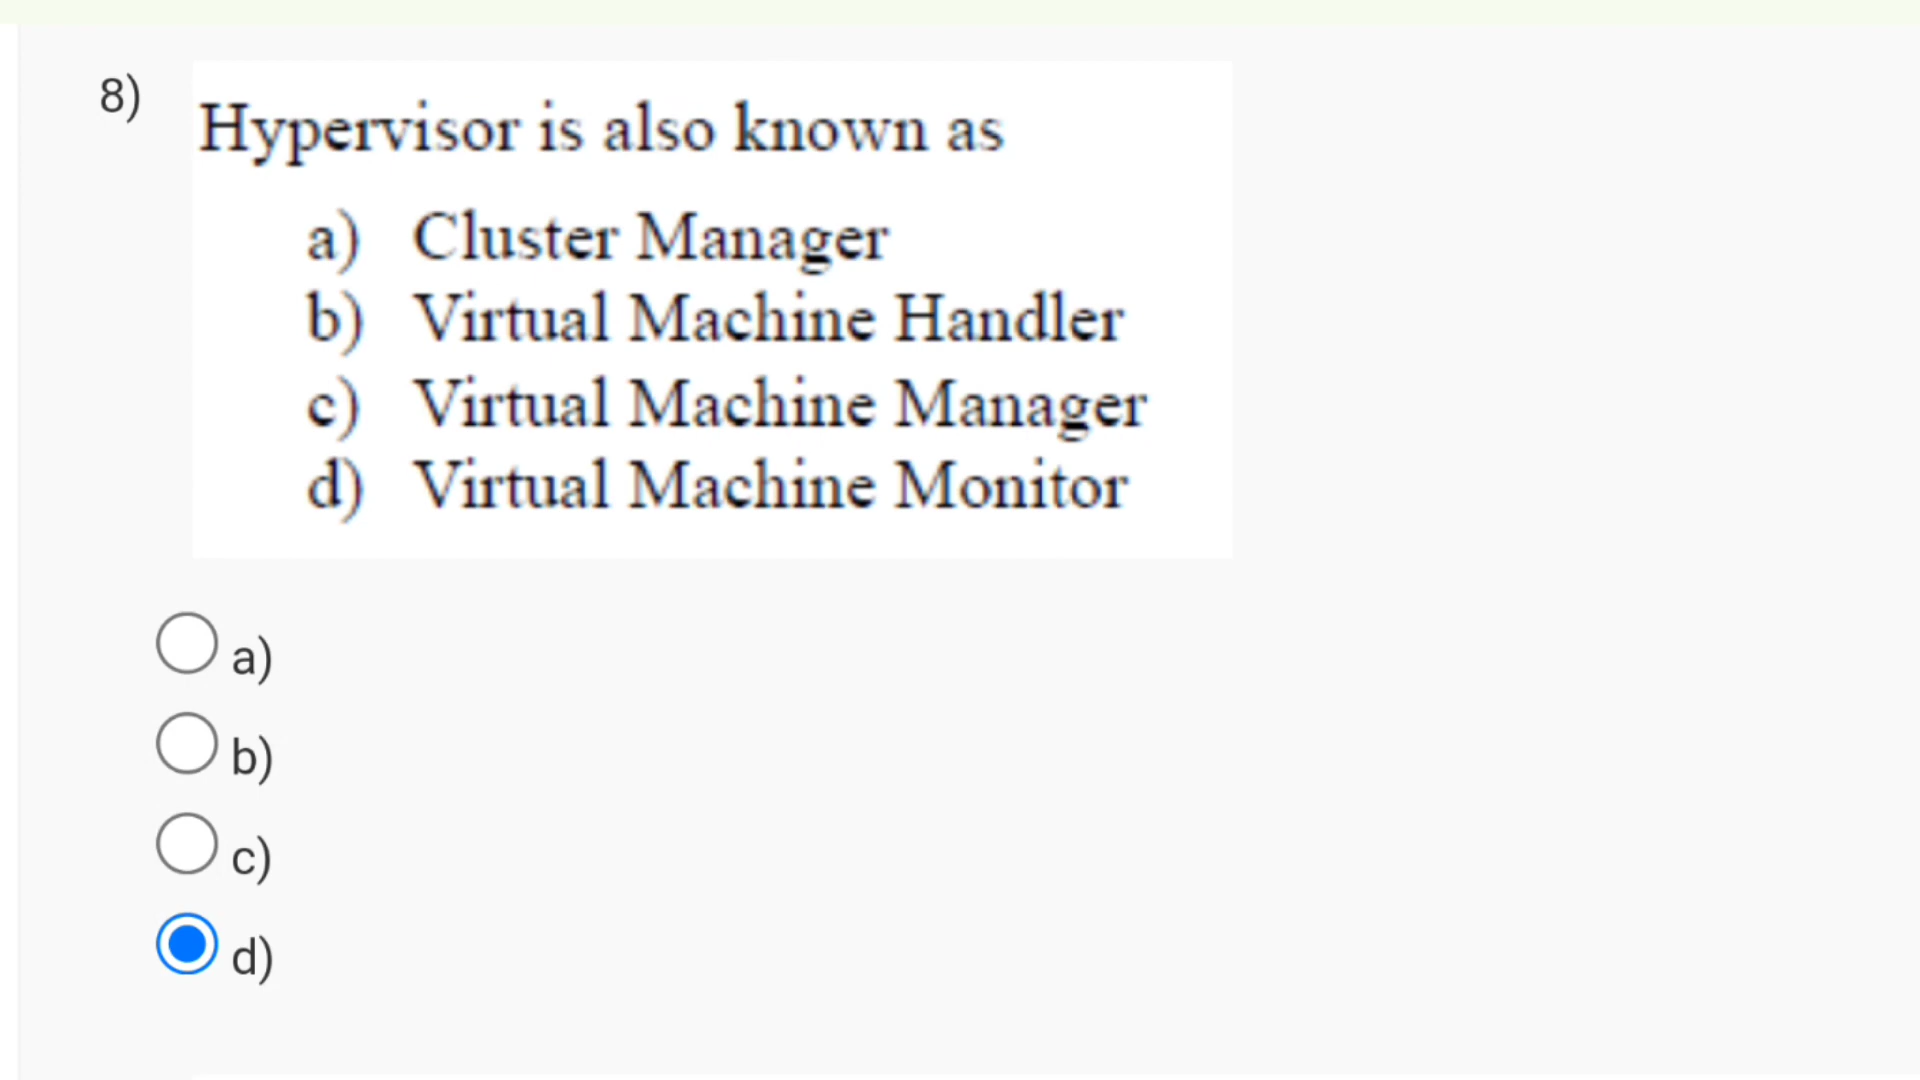 8)
Hypervisor is also known as
a) Cluster Manager
b) Virtual Machine Handler
c) Virtual Machine Manager
d) Virtual Machine Monitor
a)
b)
c)
d)